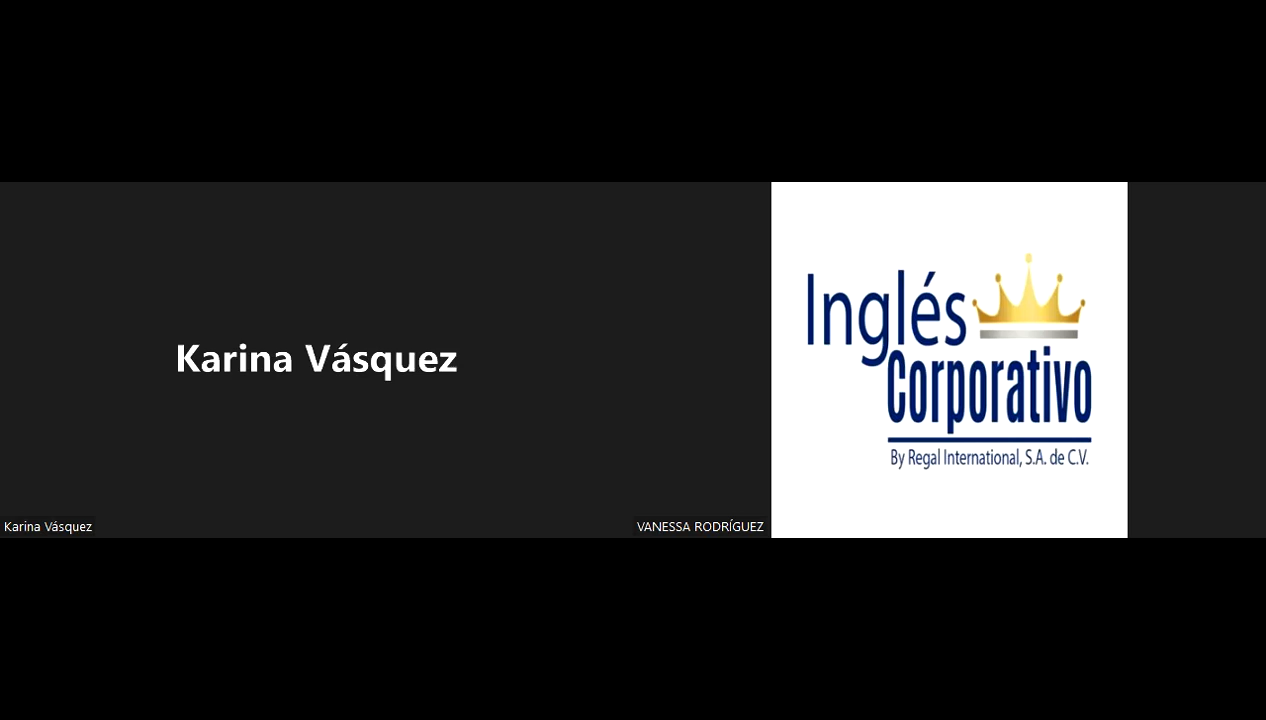 Karina Vásquez
Karina Vásquez
VANESSA RODRÍGUEZ
Inglés
Corporativo
By Regal International, S.A. de C.V.